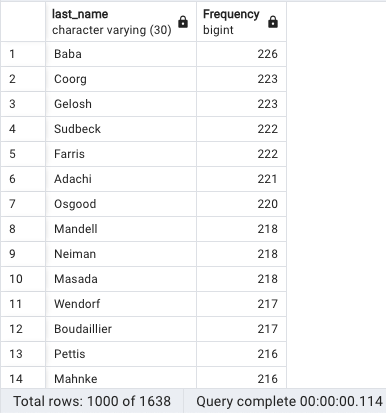 last_name Frequency
character varying (30) bigint
1 Baba 226
2 Coorg 223
3 Gelosh 223
4 Sudbeck 222
5 Farris 222
6 Adachi 221
7 Osgood 220
8 Mandell 218
9 Neiman 218
10 Masada 218
11 Wendorf 217
12 Boudaillier 217
13 Pettis 216
14 Mahnke 216
Total rows: 1000 of 1638 Query complete 00:00:00.114